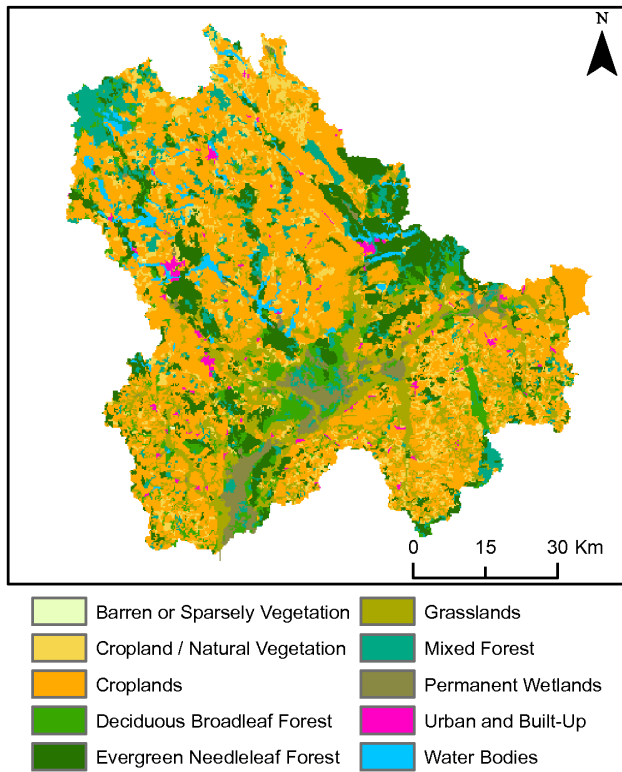 N
0 15 30 Km
Barren or Sparsely Vegetation
Grasslands
Cropland / Natural Vegetation
Mixed Forest
Croplands
Permanent Wetlands
Deciduous Broadleaf Forest
Urban and Built-Up
Evergreen Needleleaf Forest
Water Bodies